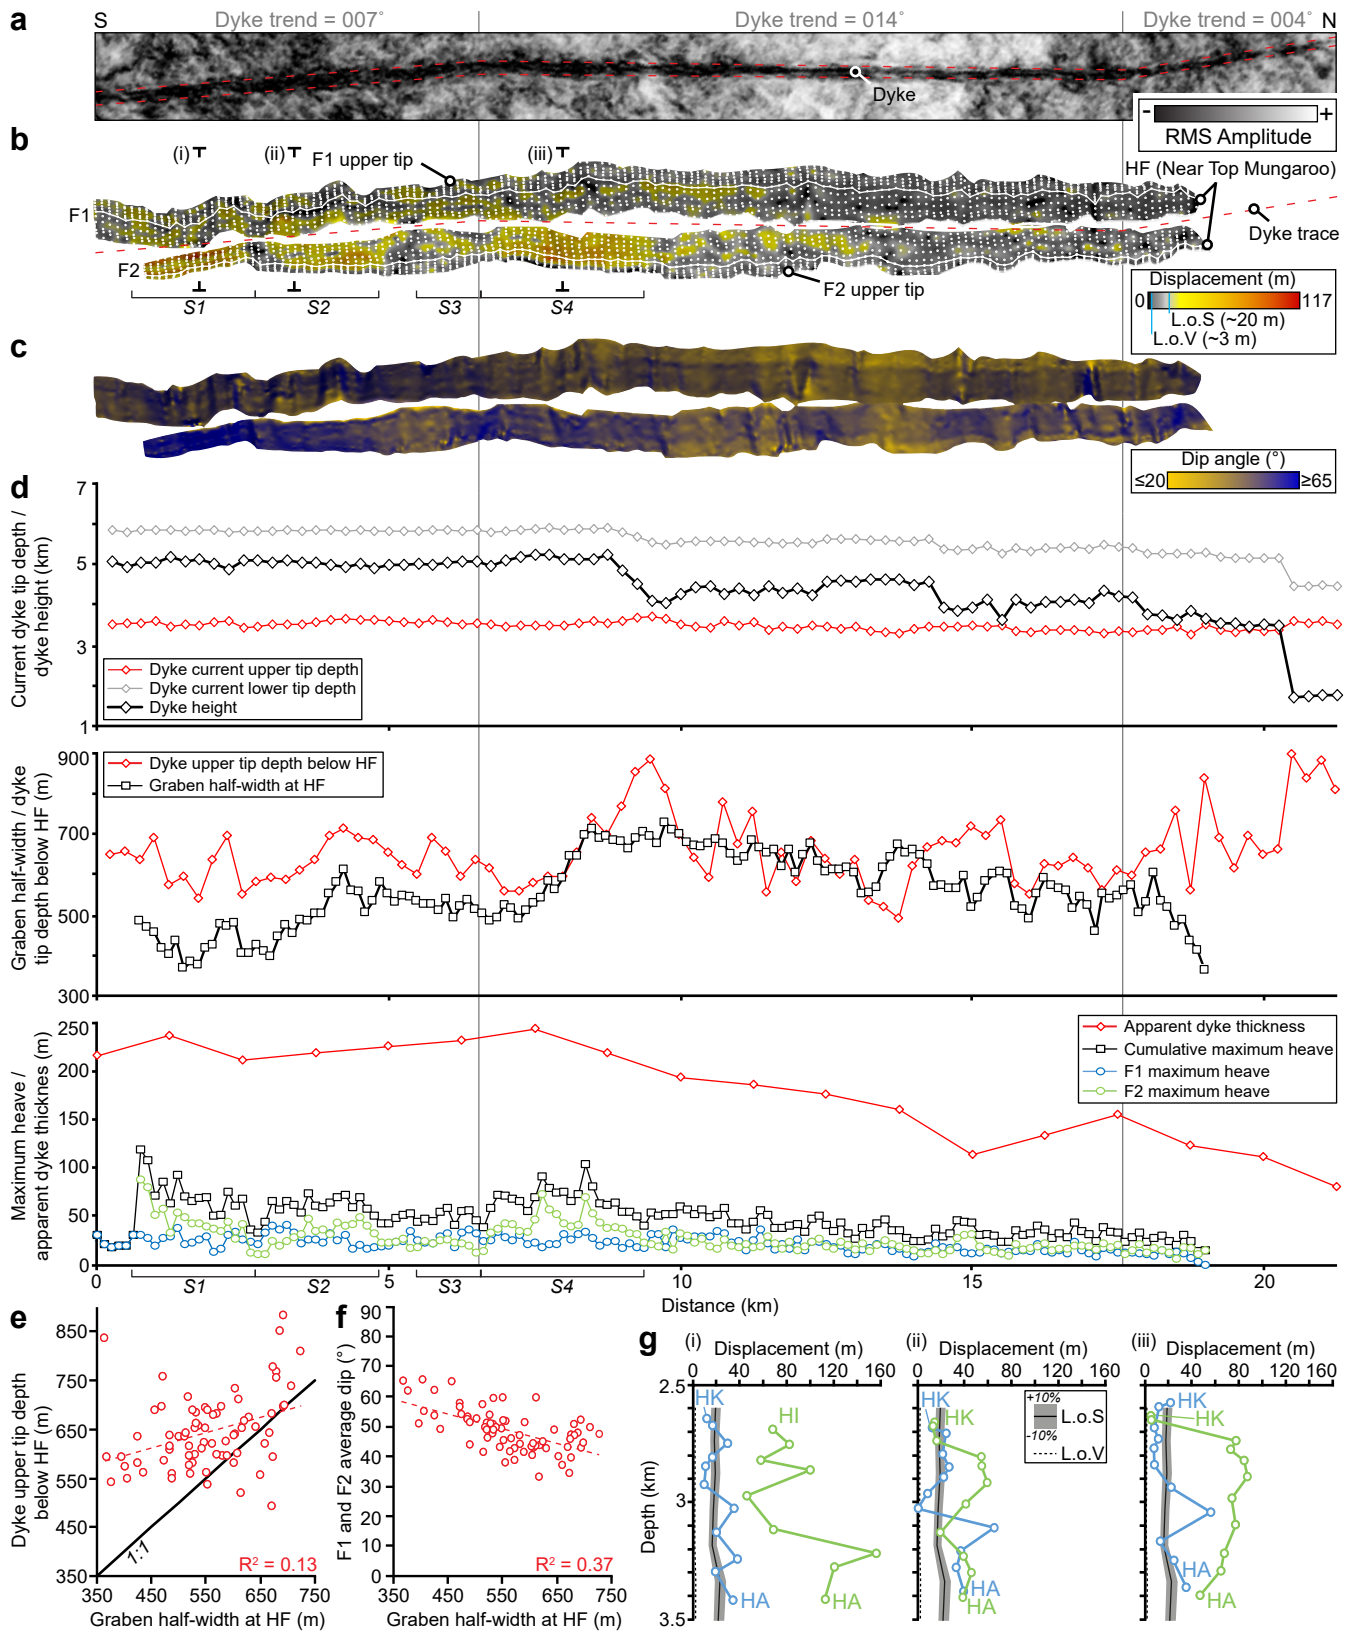 a
S
Dyke trend = 007°
Dyke trend = 014°
Dyke trend = 004°
N
Dyke
- +
RMS Amplitude
b
(i)
(ii)
(iii)
F1 upper tip
HF (Near Top Mungaroo)
F1
F2
Dyke trace
F2 upper tip
S1
S2
S3
S4
Displacement (m)
0
117
L.o.S (~20 m)
L.o.V (~3 m)
c
Dip angle (°)
≤20
≥65
d
Current dyke tip depth /
dyke height (km)
7
5
3
1
Dyke current upper tip depth
Dyke current lower tip depth
Dyke height
Graben half-width / dyke
tip depth below HF (m)
900
700
500
300
Dyke upper tip depth below HF
Graben half-width at HF
Maximum heave /
apparent dyke thicknes (m)
250
200
150
100
50
0
Apparent dyke thickness
Cumulative maximum heave
F1 maximum heave
F2 maximum heave
0
5
10
15
20
S1
S2
S3
S4
Distance (km)
e
Dyke upper tip depth
below HF (m)
850
750
650
550
450
350
1:1
R² = 0.13
350 450 550 650 750
Graben half-width at HF (m)
f
F1 and F2 average dip (°)
90
80
70
60
50
40
30
20
10
0
R² = 0.37
350 450 550 650 750
Graben half-width at HF (m)
g
(i)
Displacement (m)
0 40 80 120 160
Depth (km)
2.5
3
3.5
HK
HI
HA
HA
(ii)
Displacement (m)
0 40 80 120 160
HK
HK
HA
HA
+10%
L.o.S
-10%
L.o.V
(iii)
Displacement (m)
0 40 80 120 160
HK
HK
HA
HA